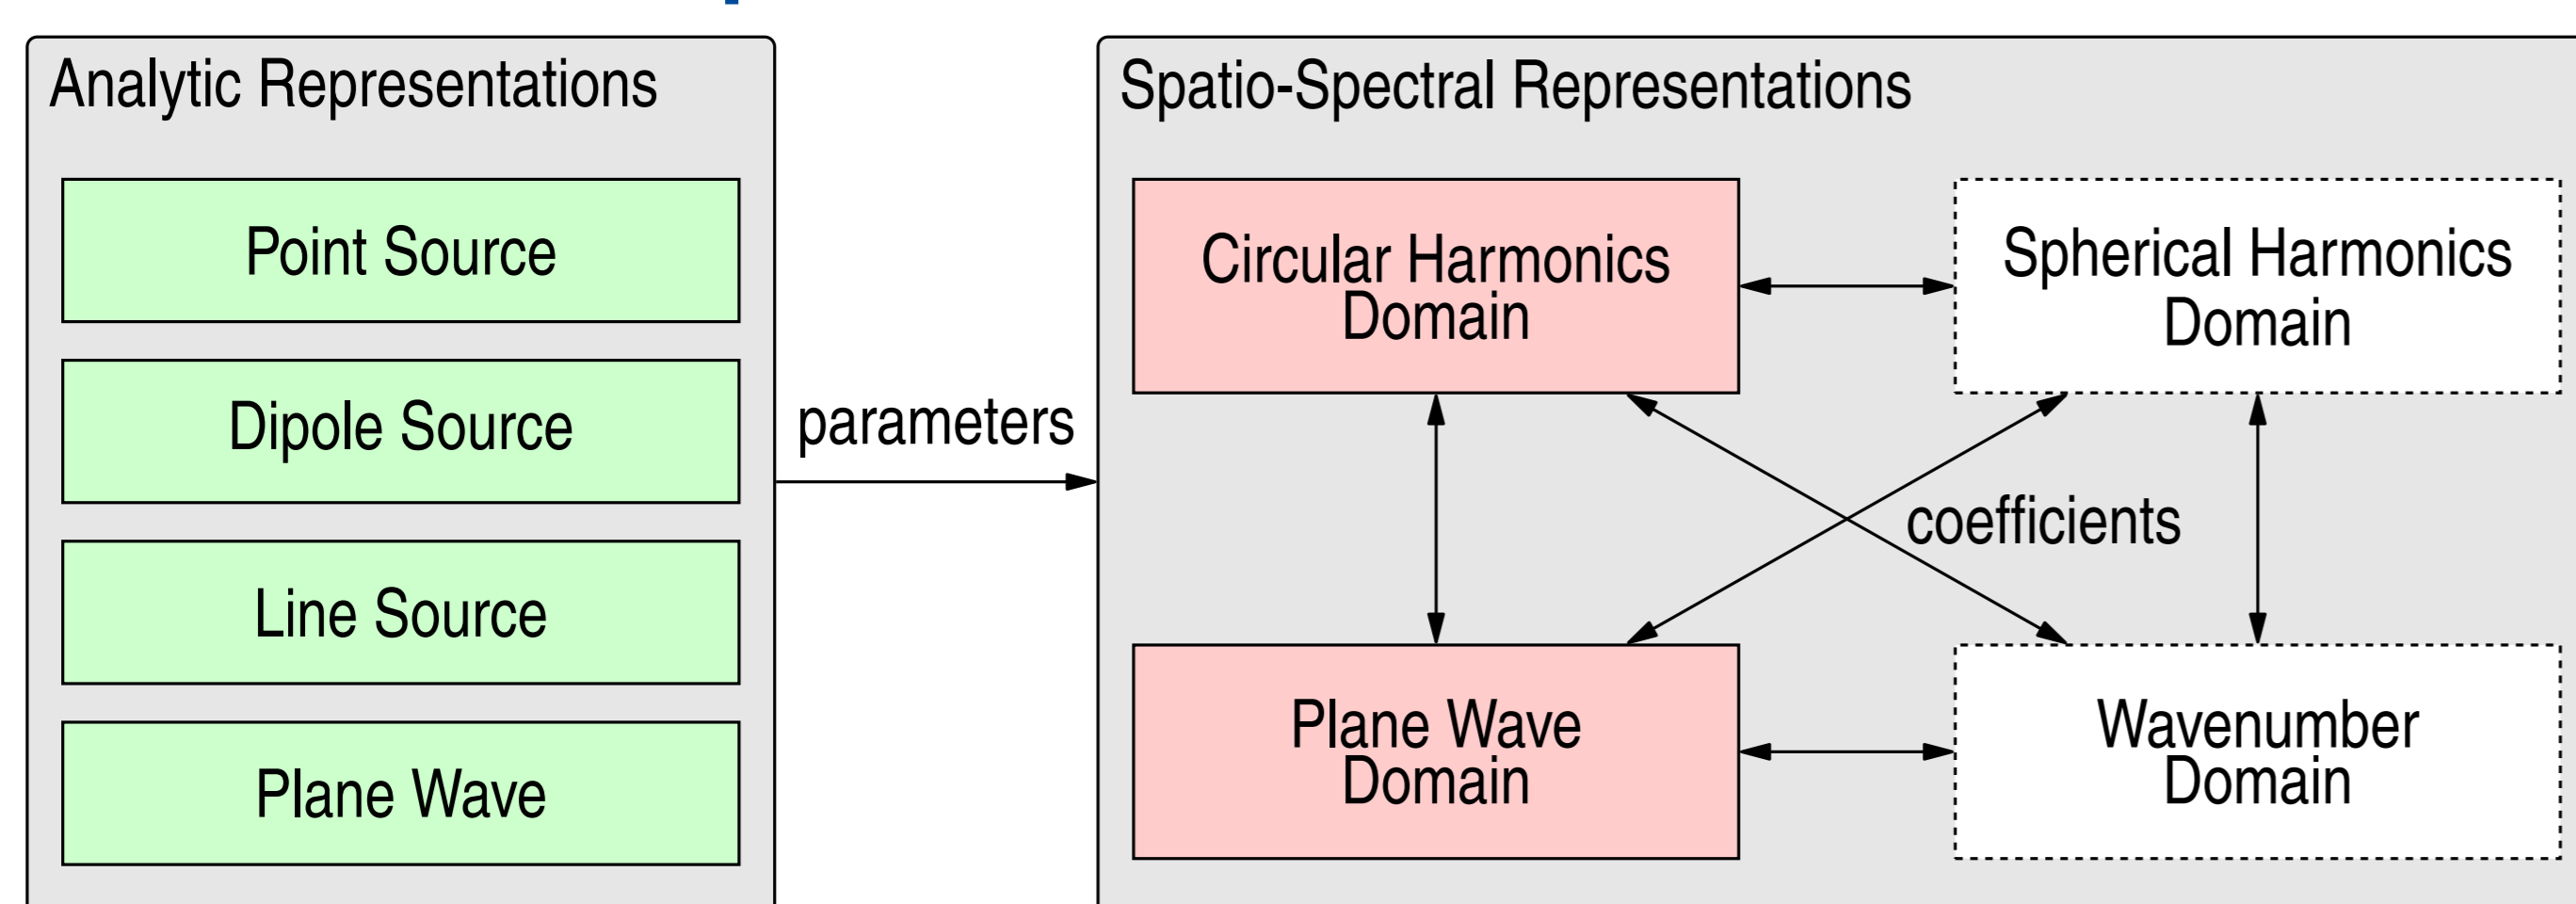 Analytic Representations
Point Source
Dipole Source
Line Source
Plane Wave
parameters
Spatio-Spectral Representations
Circular Harmonics
Domain
Spherical Harmonics
Domain
coefficients
Plane Wave
Domain
Wavenumber
Domain